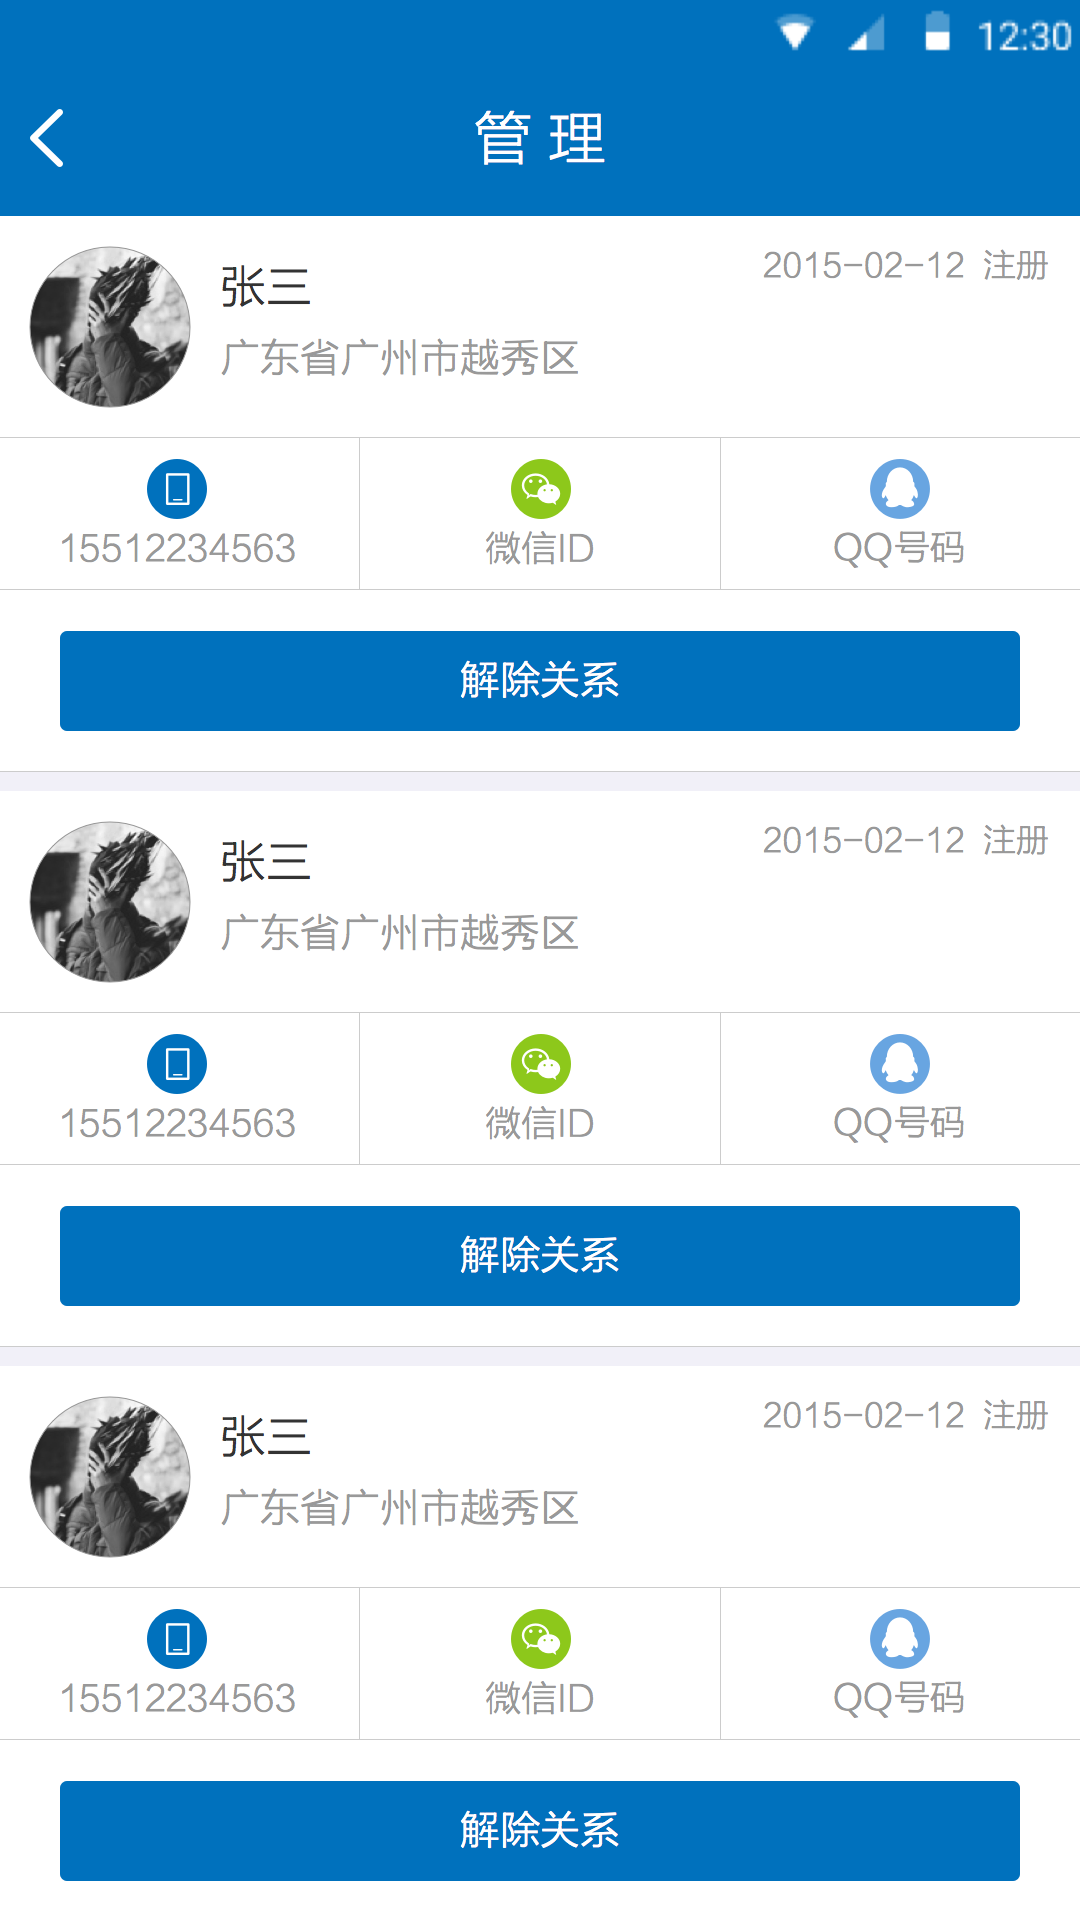 12:30
管 理
张三
2015-02-12 注册
广东省广州市越秀区
15512234563
微信ID
QQ号码
解除关系
张三
2015-02-12 注册
广东省广州市越秀区
15512234563
微信ID
QQ号码
解除关系
张三
2015-02-12 注册
广东省广州市越秀区
15512234563
微信ID
QQ号码
解除关系